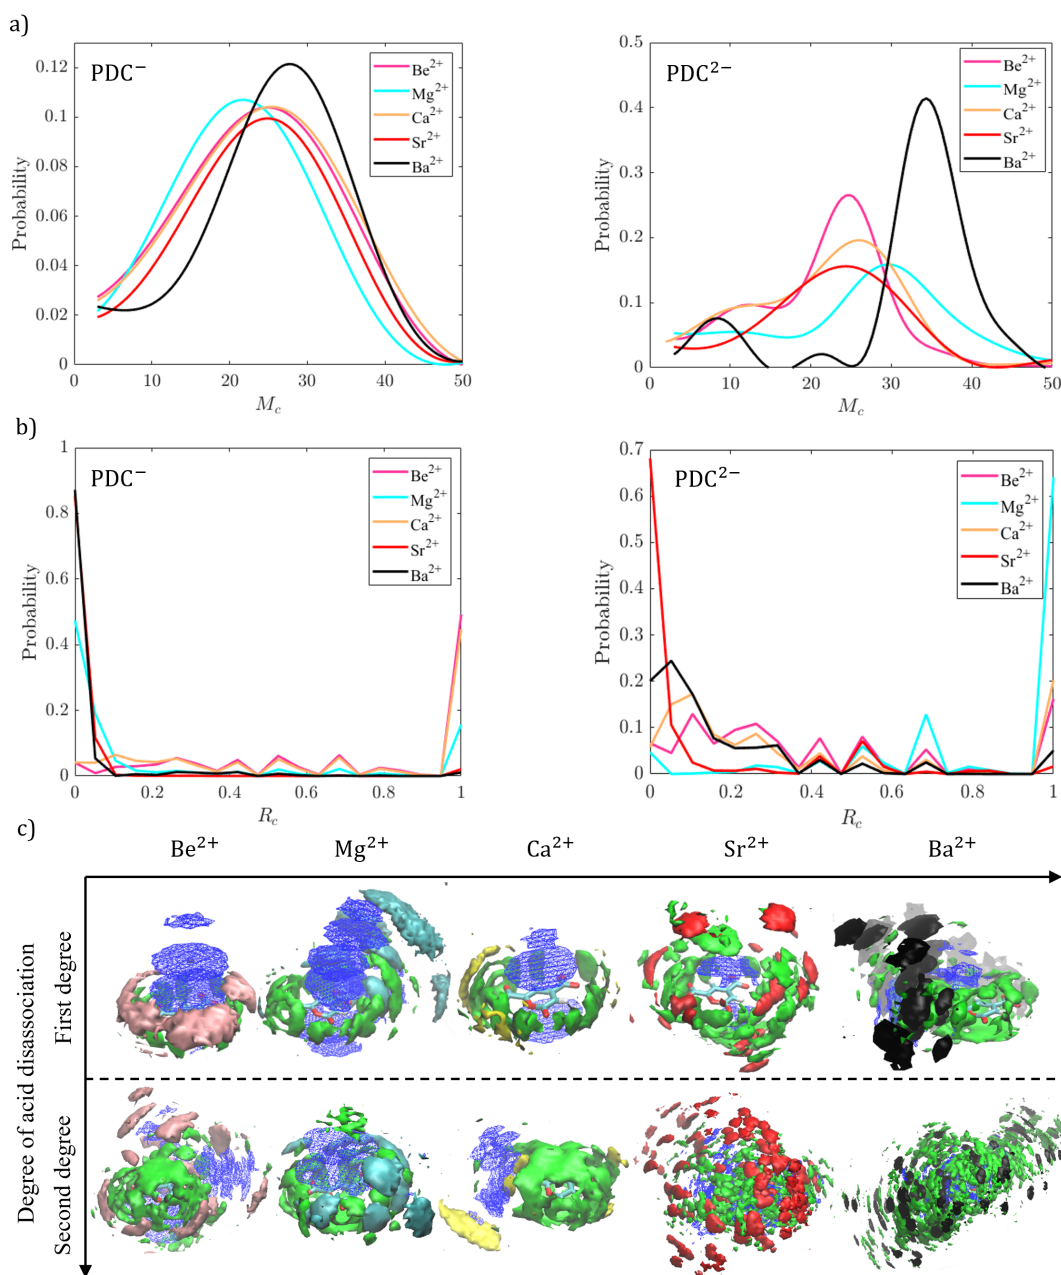 a)
PDC⁻
Be²⁺
Mg²⁺
Ca²⁺
Sr²⁺
Ba²⁺
0.12
0.1
0.08
0.06
0.04
0.02
0
Probability
0 10 20 30 40 50
M_c
PDC²⁻
Be²⁺
Mg²⁺
Ca²⁺
Sr²⁺
Ba²⁺
0.5
0.4
0.3
0.2
0.1
0
Probability
0 10 20 30 40 50
M_c
b)
PDC⁻
Be²⁺
Mg²⁺
Ca²⁺
Sr²⁺
Ba²⁺
1
0.8
0.6
0.4
0.2
0
Probability
0 0.2 0.4 0.6 0.8 1
R_c
PDC²⁻
Be²⁺
Mg²⁺
Ca²⁺
Sr²⁺
Ba²⁺
0.7
0.6
0.5
0.4
0.3
0.2
0.1
0
Probability
0 0.2 0.4 0.6 0.8 1
R_c
c)
Be²⁺ Mg²⁺ Ca²⁺ Sr²⁺ Ba²⁺
Degree of acid disassociation
First degree
Second degree